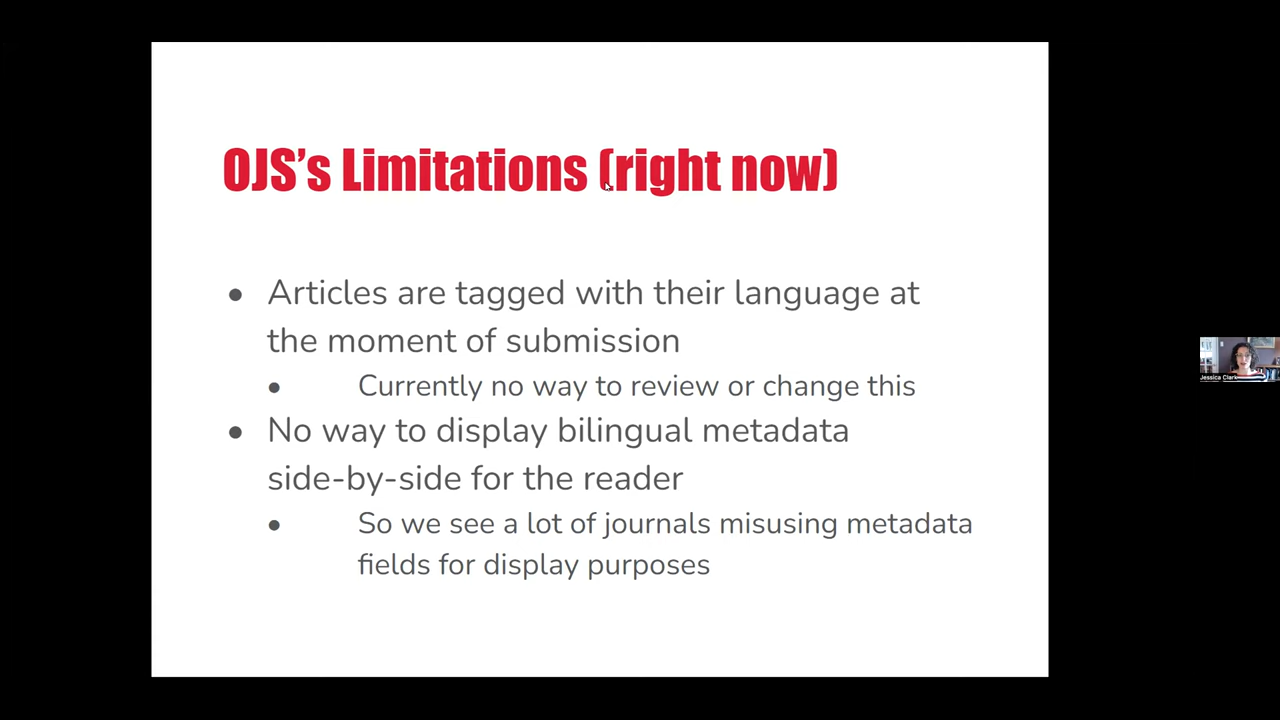 OJS’s Limitations (right now)
• Articles are tagged with their language at
the moment of submission
• Currently no way to review or change this
• No way to display bilingual metadata
side-by-side for the reader
• So we see a lot of journals misusing metadata
fields for display purposes
Jessica Clark